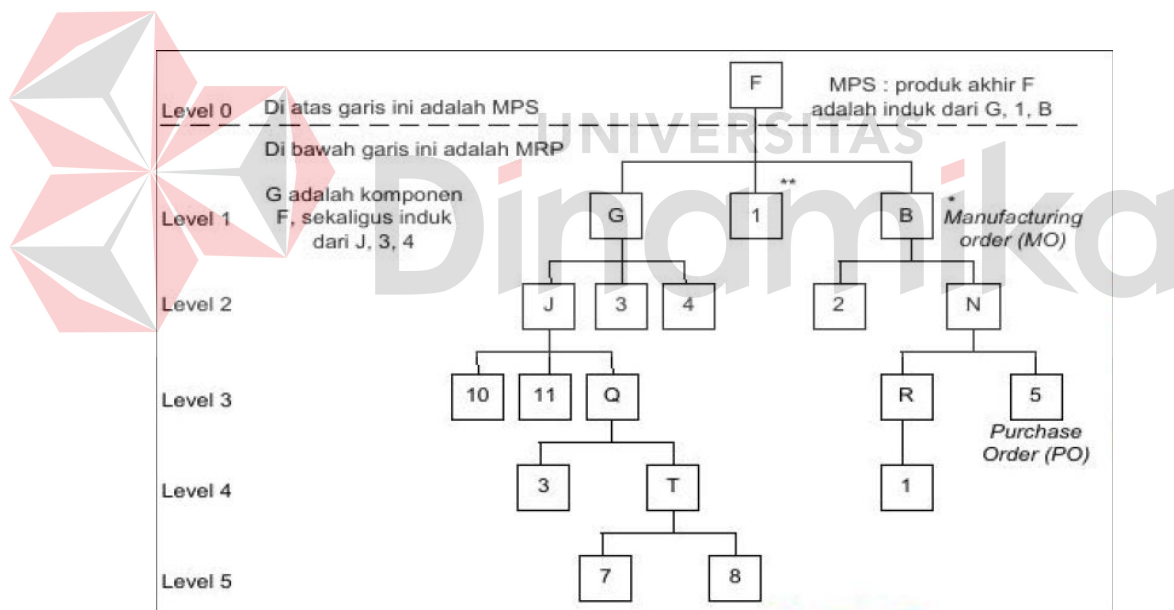 F
MPS : produk akhir F
adalah induk dari G, 1, B
Level 0
Di atas garis ini adalah MPS
UNIVERSITAS
Dinamika
Di bawah garis ini adalah MRP
G adalah komponen
F, sekaligus induk
dari J, 3, 4
Level 1
G
1
**
B
*
Manufacturing
order (MO)
Level 2
J
3
4
2
N
Level 3
10
11
Q
R
5
Purchase
Order (PO)
Level 4
3
T
1
Level 5
7
8